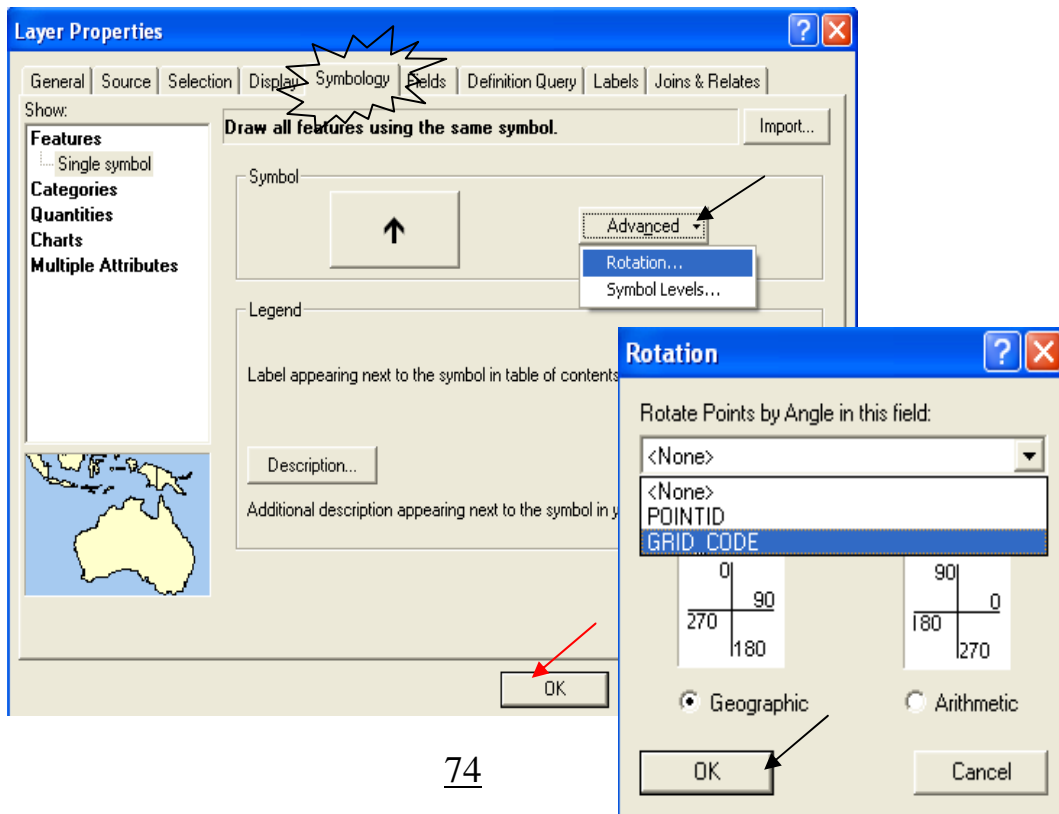 Layer Properties
General Source Selection Display Symbology Fields Definition Query Labels Joins & Relates
Show:
Features
Single symbol
Categories
Quantities
Charts
Multiple Attributes
Draw all features using the same symbol.
Import...
Symbol
Advanced
Rotation...
Symbol Levels...
Legend
Label appearing next to the symbol in table of contents
Description...
Additional description appearing next to the symbol in y
OK
Rotation
Rotate Points by Angle in this field:
<None>
<None>
POINTID
GRID_CODE
0
90
270
180
90
0
180
270
Geographic
Arithmetic
OK
Cancel
74